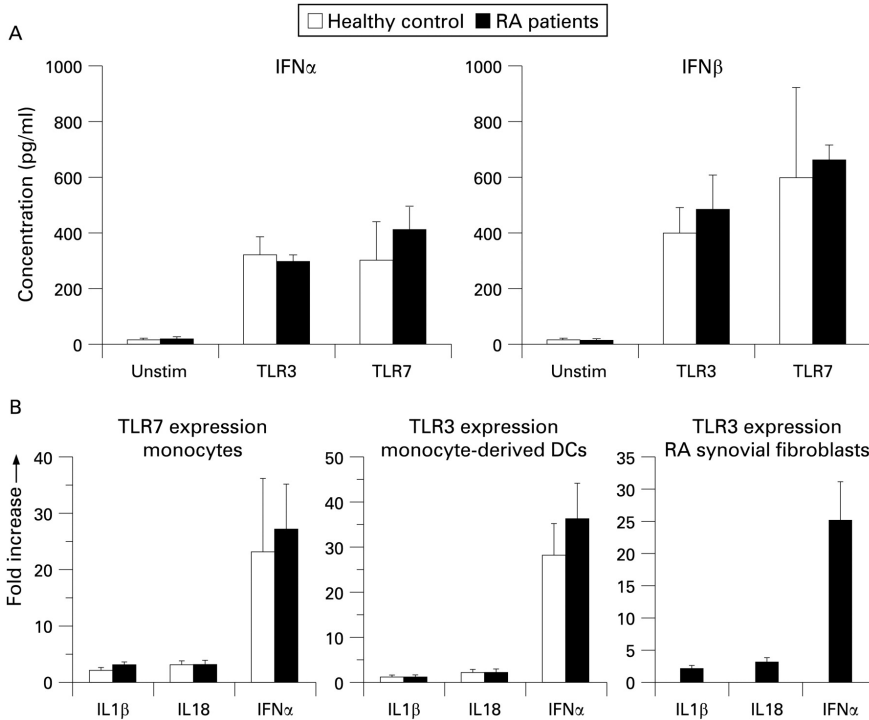 Healthy control RA patients
A
IFNα
1000
800
600
400
200
0
Concentration (pg/ml)
Unstim TLR3 TLR7
IFNβ
1000
800
600
400
200
0
Unstim TLR3 TLR7
B
TLR7 expression
monocytes
40
30
20
10
0
Fold increase
IL1β IL18 IFNα
TLR3 expression
monocyte-derived DCs
50
40
30
20
10
0
IL1β IL18 IFNα
TLR3 expression
RA synovial fibroblasts
35
30
25
20
15
10
5
0
IL1β IL18 IFNα